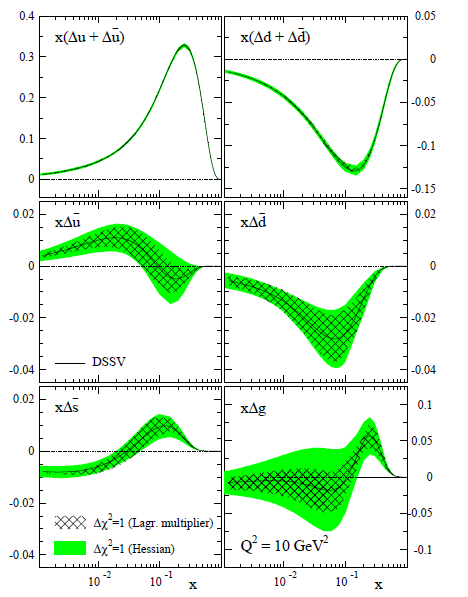 x(Δu + Δū) x(Δd + Δd̄)
0.4 0.05
0.3 0
0.2 -0.05
0.1 -0.1
0 -0.15
xΔū xΔd̄
0.02 0.02
0 0
-0.02 -0.02
DSSV
-0.04 -0.04
xΔs̄ xΔg
0.02 0.1
0.05
0 0
-0.02 -0.05
Δχ²=1 (Lagr. multiplier)
Δχ²=1 (Hessian) Q² = 10 GeV²
-0.04 -0.1
10⁻² 10⁻¹ x 10⁻² 10⁻¹ x